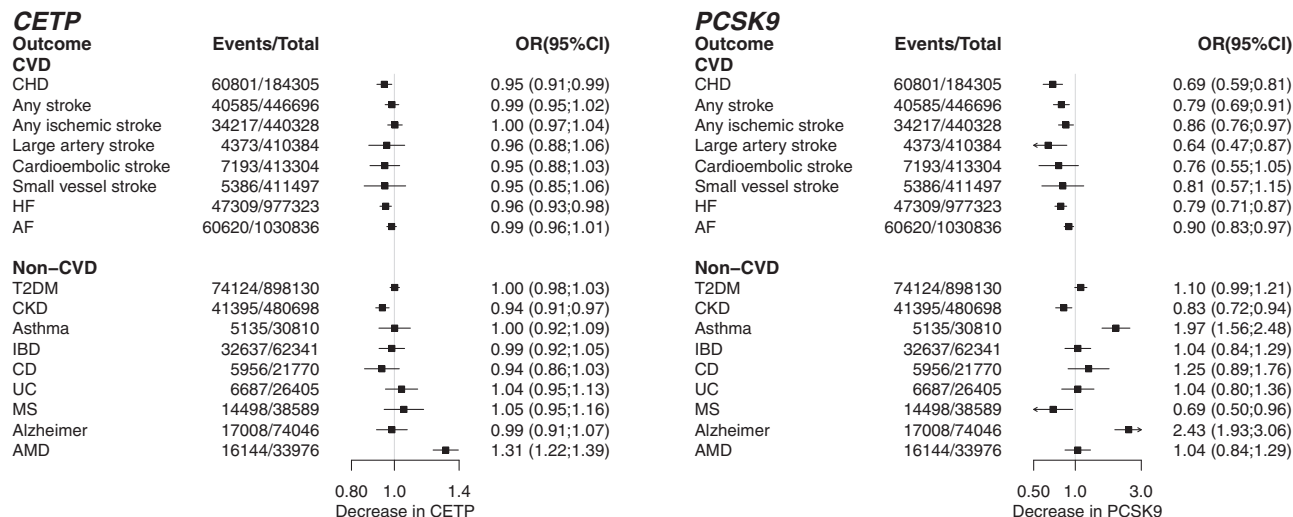 CETP
Outcome Events/Total OR(95%CI)
CVD
CHD 60801/184305 0.95 (0.91;0.99)
Any stroke 40585/446696 0.99 (0.95;1.02)
Any ischemic stroke 34217/440328 1.00 (0.97;1.04)
Large artery stroke 4373/410384 0.96 (0.88;1.06)
Cardioembolic stroke 7193/413304 0.95 (0.88;1.03)
Small vessel stroke 5386/411497 0.95 (0.85;1.06)
HF 47309/977323 0.96 (0.93;0.98)
AF 60620/1030836 0.99 (0.96;1.01)
Non−CVD
T2DM 74124/898130 1.00 (0.98;1.03)
CKD 41395/480698 0.94 (0.91;0.97)
Asthma 5135/30810 1.00 (0.92;1.09)
IBD 32637/62341 0.99 (0.92;1.05)
CD 5956/21770 0.94 (0.86;1.03)
UC 6687/26405 1.04 (0.95;1.13)
MS 14498/38589 1.05 (0.95;1.16)
Alzheimer 17008/74046 0.99 (0.91;1.07)
AMD 16144/33976 1.31 (1.22;1.39)
0.80 1.0 1.4
Decrease in CETP
PCSK9
Outcome Events/Total OR(95%CI)
CVD
CHD 60801/184305 0.69 (0.59;0.81)
Any stroke 40585/446696 0.79 (0.69;0.91)
Any ischemic stroke 34217/440328 0.86 (0.76;0.97)
Large artery stroke 4373/410384 0.64 (0.47;0.87)
Cardioembolic stroke 7193/413304 0.76 (0.55;1.05)
Small vessel stroke 5386/411497 0.81 (0.57;1.15)
HF 47309/977323 0.79 (0.71;0.87)
AF 60620/1030836 0.90 (0.83;0.97)
Non−CVD
T2DM 74124/898130 1.10 (0.99;1.21)
CKD 41395/480698 0.83 (0.72;0.94)
Asthma 5135/30810 1.97 (1.56;2.48)
IBD 32637/62341 1.04 (0.84;1.29)
CD 5956/21770 1.25 (0.89;1.76)
UC 6687/26405 1.04 (0.80;1.36)
MS 14498/38589 0.69 (0.50;0.96)
Alzheimer 17008/74046 2.43 (1.93;3.06)
AMD 16144/33976 1.04 (0.84;1.29)
0.50 1.0 3.0
Decrease in PCSK9